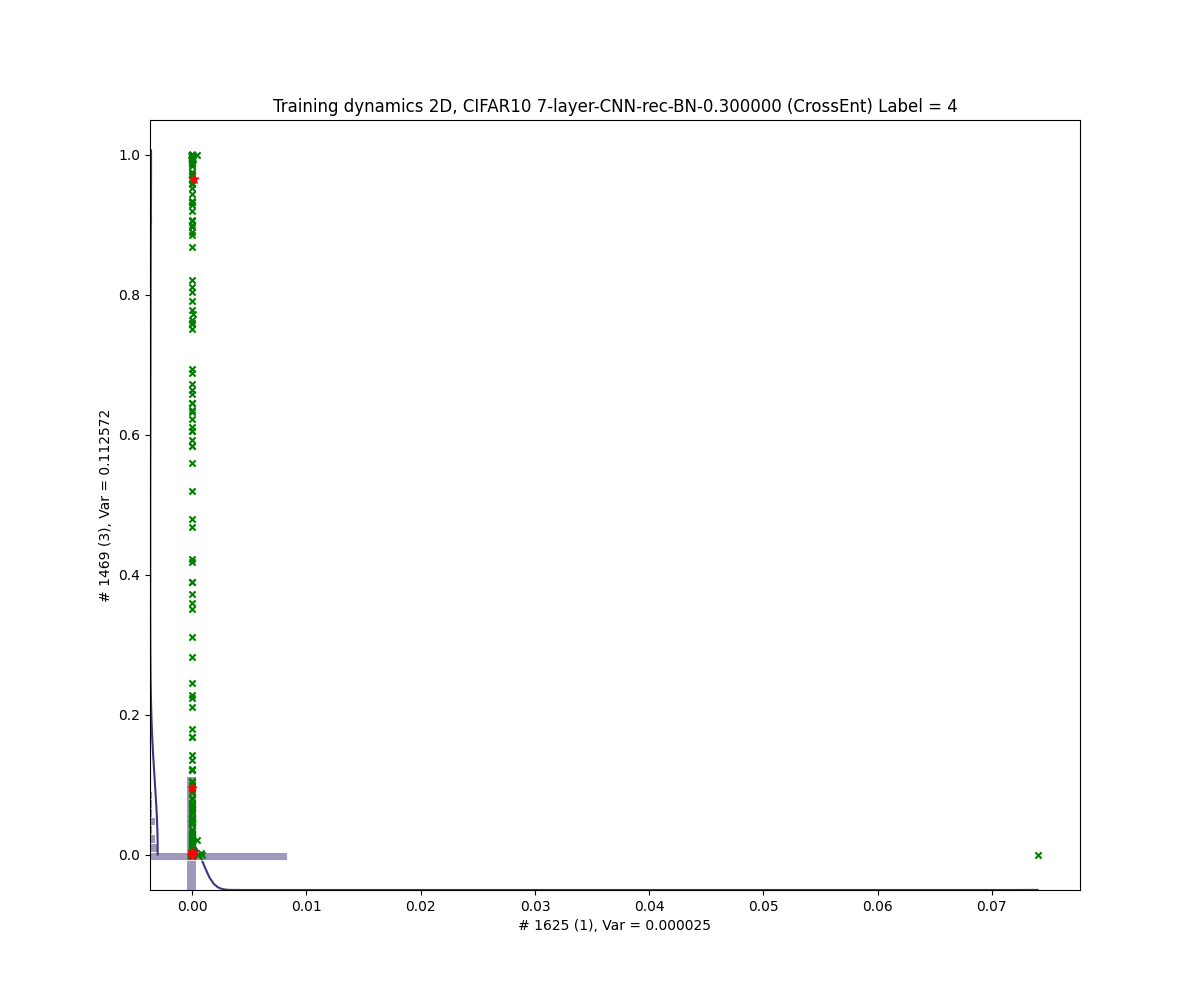 Training dynamics 2D, CIFAR10 7-layer-CNN-rec-BN-0.300000 (CrossEnt) Label = 4
1.0
0.8
0.6
0.4
0.2
0.0
# 1469 (3), Var = 0.112572
0.00 0.01 0.02 0.03 0.04 0.05 0.06 0.07
# 1625 (1), Var = 0.000025